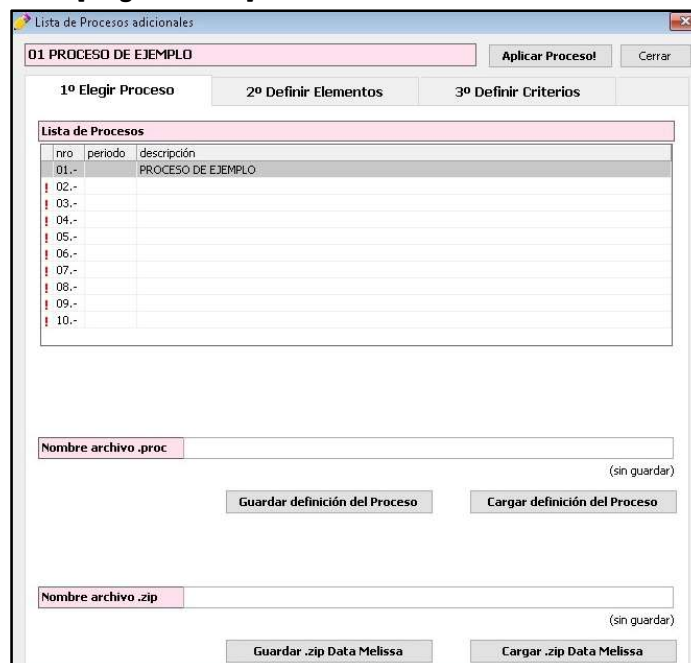 Lista de Procesos adicionales
01 PROCESO DE EJEMPLO Aplicar Proceso! Cerrar
1º Elegir Proceso 2º Definir Elementos 3º Definir Criterios
Lista de Procesos
nro periodo descripción
01.- PROCESO DE EJEMPLO
! 02.-
! 03.-
! 04.-
! 05.-
! 06.-
! 07.-
! 08.-
! 09.-
! 10.-
Nombre archivo .proc
(sin guardar)
Guardar definición del Proceso Cargar definición del Proceso
Nombre archivo .zip
(sin guardar)
Guardar .zip Data Melissa Cargar .zip Data Melissa